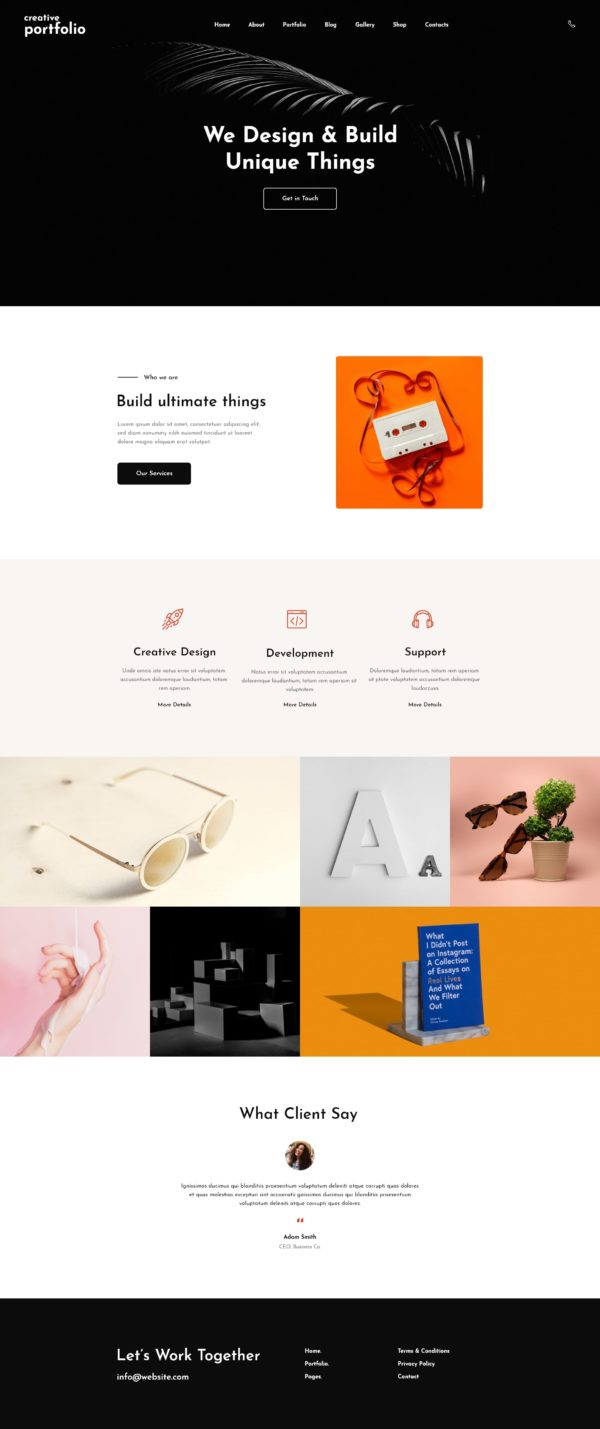 creative
portfolio
Home About Portfolio Blog Gallery Shop Contacts
We Design & Build
Unique Things
Get in Touch
Who we are
Build ultimate things
Lorem ipsum dolor sit amet, consectetuer adipiscing elit,
sed diam nonummy nibh euismod tincidunt ut laoreet
dolore magna aliquam erat volutpat.
Our Services
Creative Design
Unde omnis iste natus error sit voluptatem
accusantium doloremque laudantium, totam
rem aperiam.
More Details
Development
Natus error sit voluptatem accusantium
doloremque laudantium, totam rem aperiam sit
voluptatem
More Details
Support
Doloremque laudantium, totam rem aperiam
sit ptate voluptatem accusantium doloremque
laudacusa.
More Details
A
A
What
I Didn't Post
on Instagram:
A Collection
of Essays on
Real Lives
And What
We Filter
Out
What Client Say
Ignissimos ducimus qui blanditiis praesentium voluptatum deleniti atque corrupti quos dolores
et quas molestias excepturi sint occaecati gnissimos ducimus qui blanditiis praesentium
voluptatum deleniti atque corrupti quos dolores.
“
Adam Smith
CEO, Business Co.
Let’s Work Together
info@website.com
Home.
Portfolio.
Pages.
Terms & Conditions
Privacy Policy
Contact